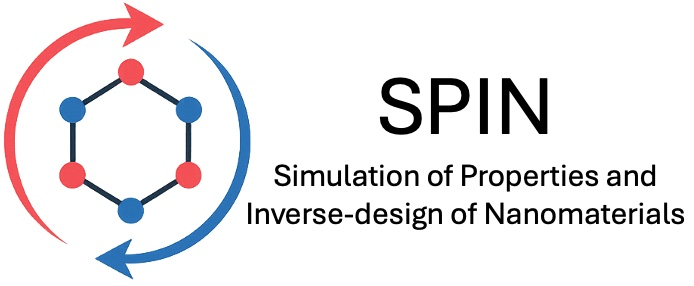 SPIN
Simulation of Properties and
Inverse-design of Nanomaterials